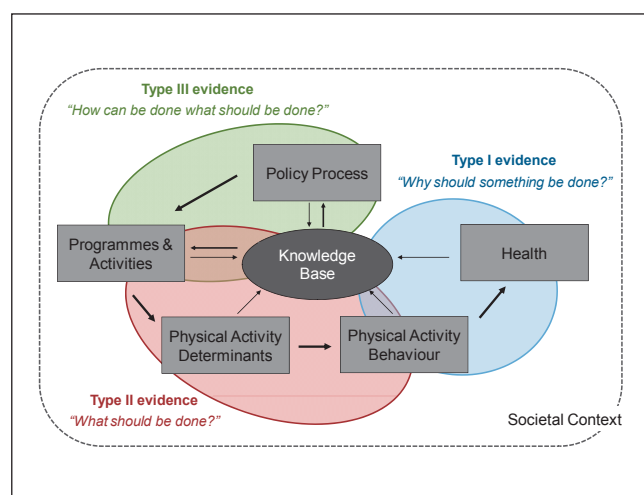 Type III evidence
“How can be done what should be done?”
Type I evidence
“Why should something be done?”
Policy Process
Programmes &
Activities
Knowledge
Base
Health
Physical Activity
Determinants
Physical Activity
Behaviour
Type II evidence
“What should be done?”
Societal Context